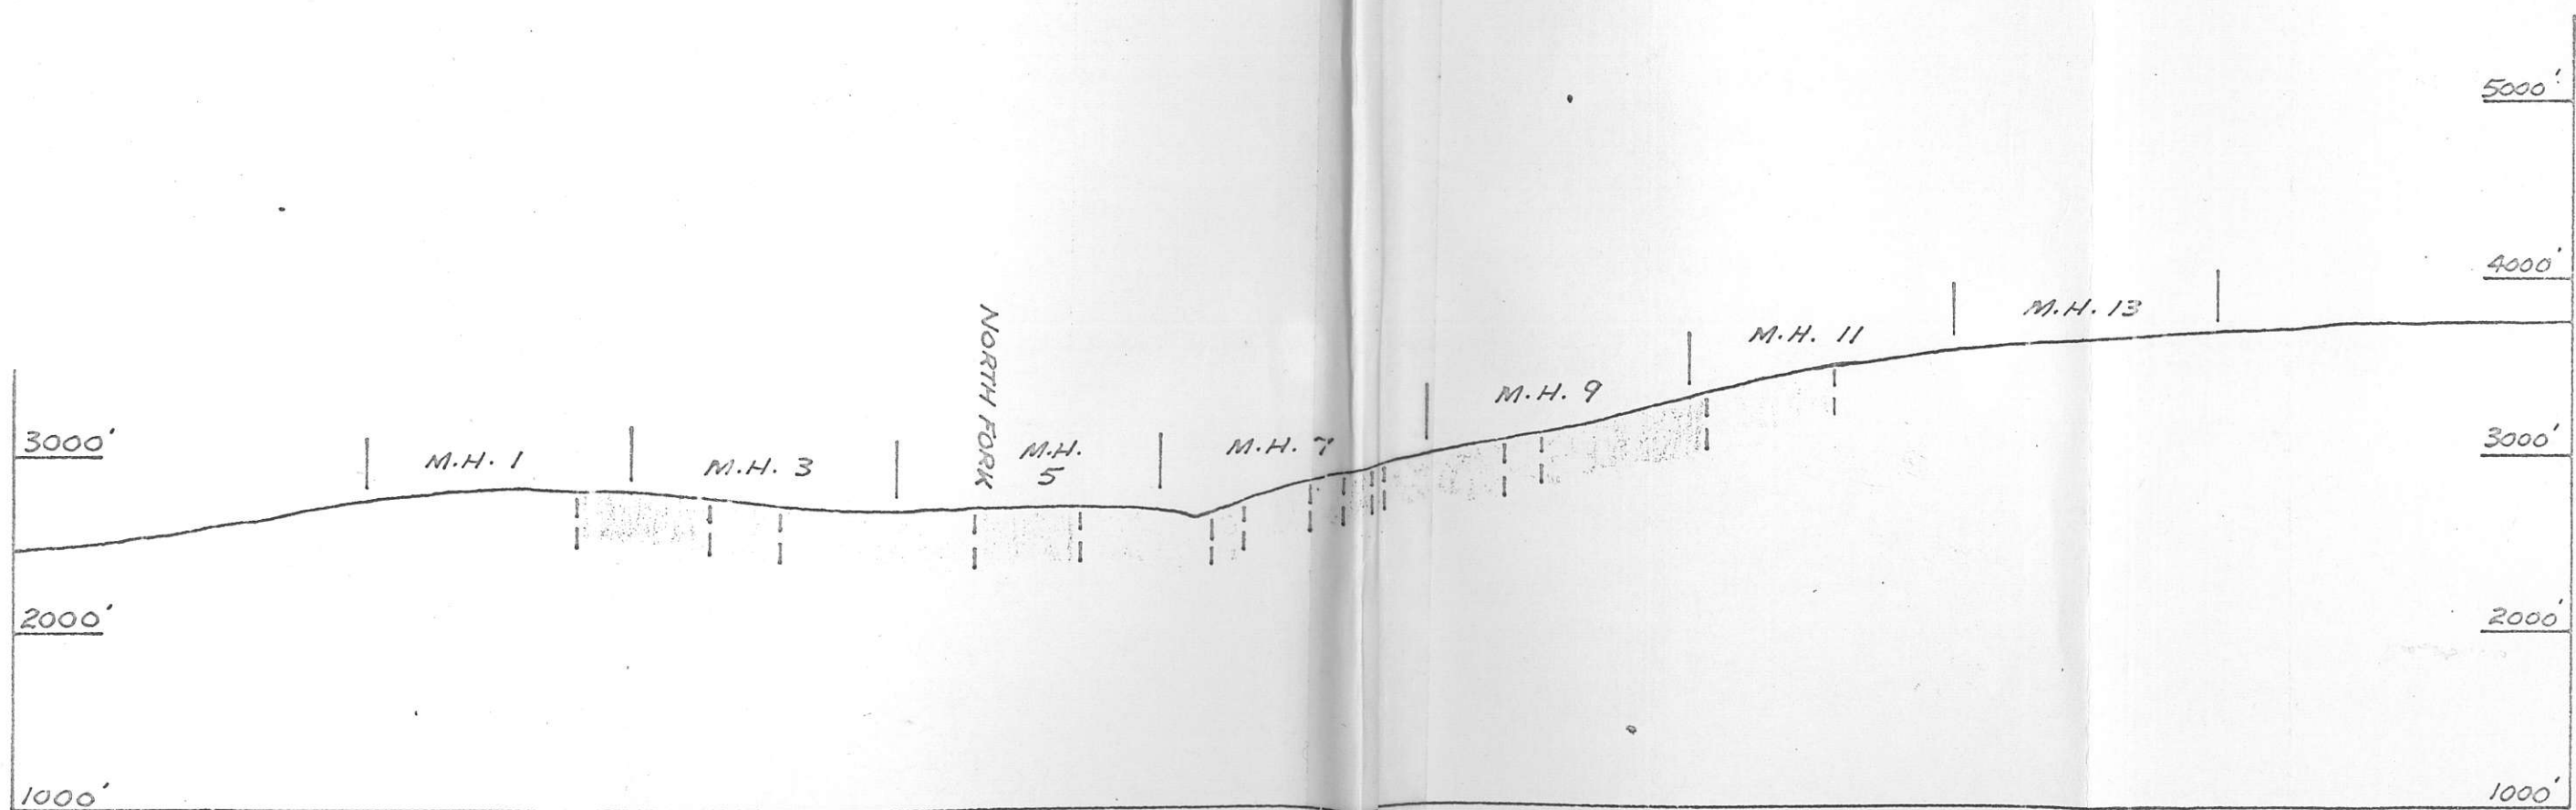 5000'
4000'
M.H. 13
M.H. 11
M.H. 9
NORTH FORK
3000'
M.H. 1
M.H. 3
M.H.
5
M.H. 7
3000'
2000'
2000'
1000'
1000'